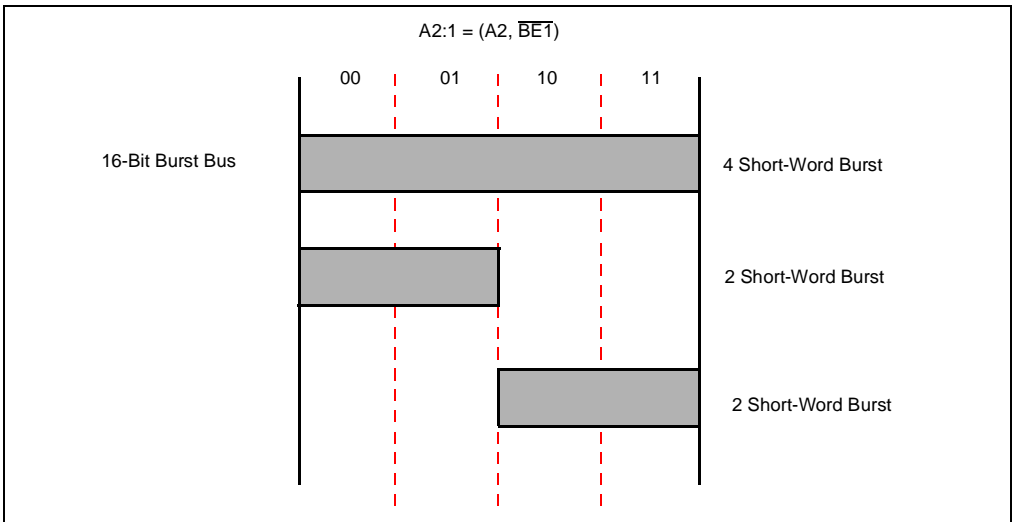 A2:1 = (A2, B̅E̅1̅)
00 01 10 11
16-Bit Burst Bus
4 Short-Word Burst
2 Short-Word Burst
2 Short-Word Burst